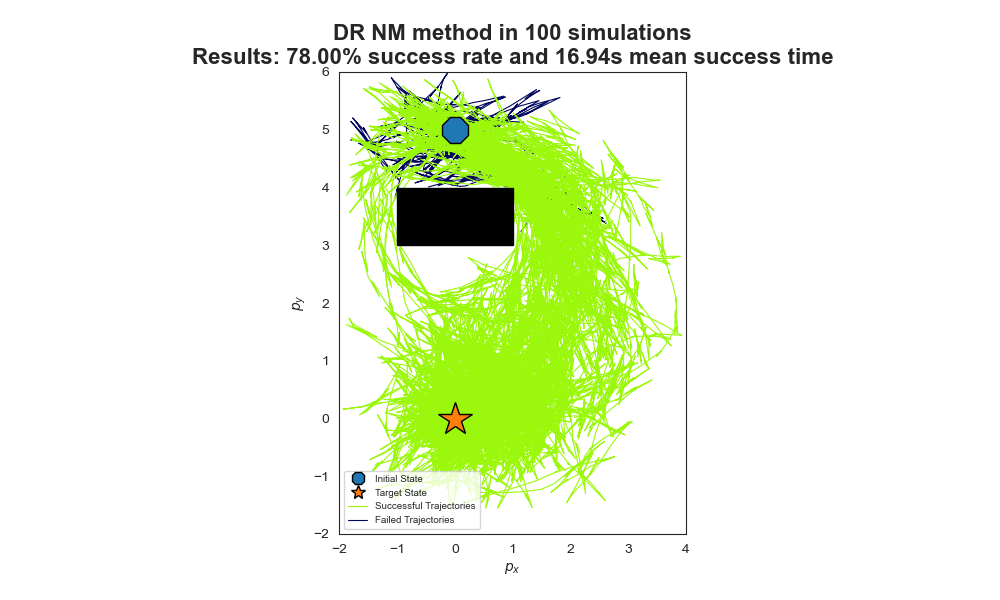 DR NM method in 100 simulations
Results: 78.00% success rate and 16.94s mean success time
6
5
4
3
2
1
0
−1
−2
p_y
Initial State
Target State
Successful Trajectories
Failed Trajectories
−2 −1 0 1 2 3 4
p_x